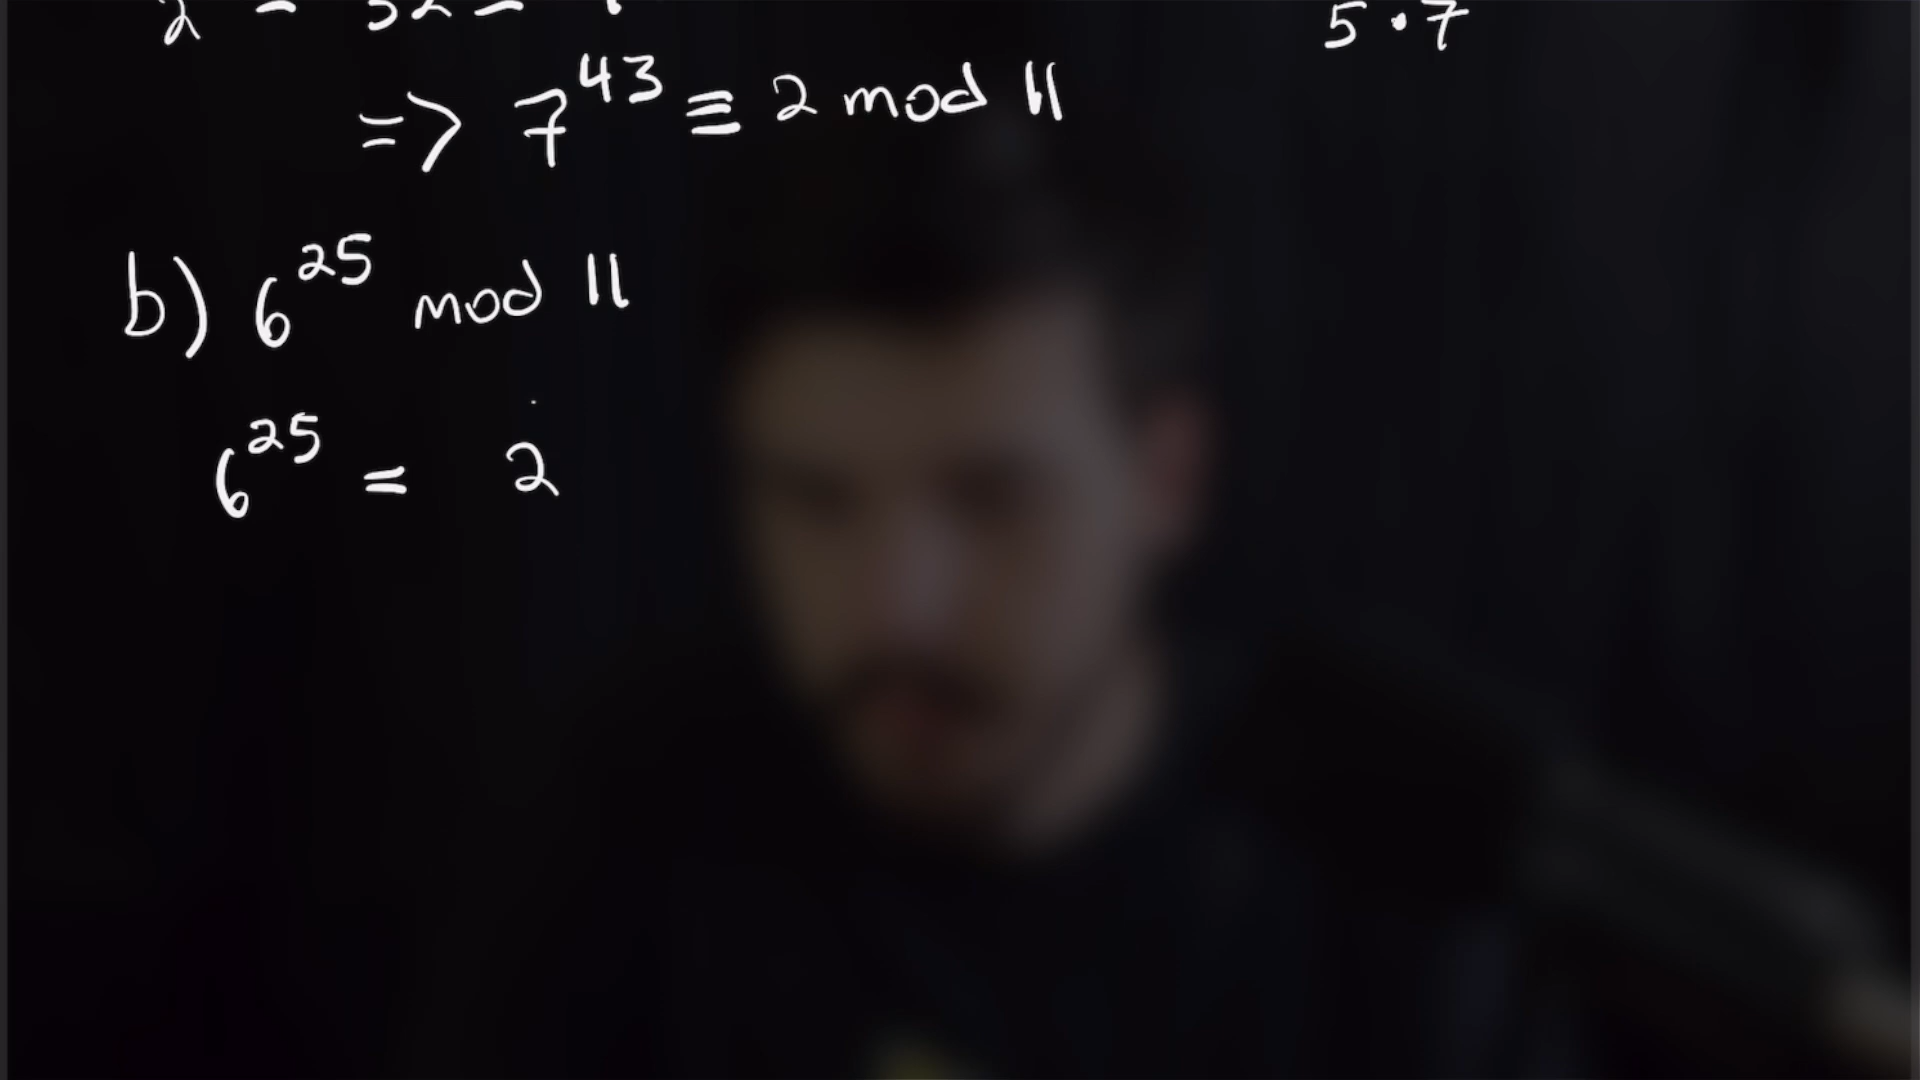 5 · 7
=> 7^43 ≡ 2 mod 11
b) 6^25 mod 11
6^25 = 2